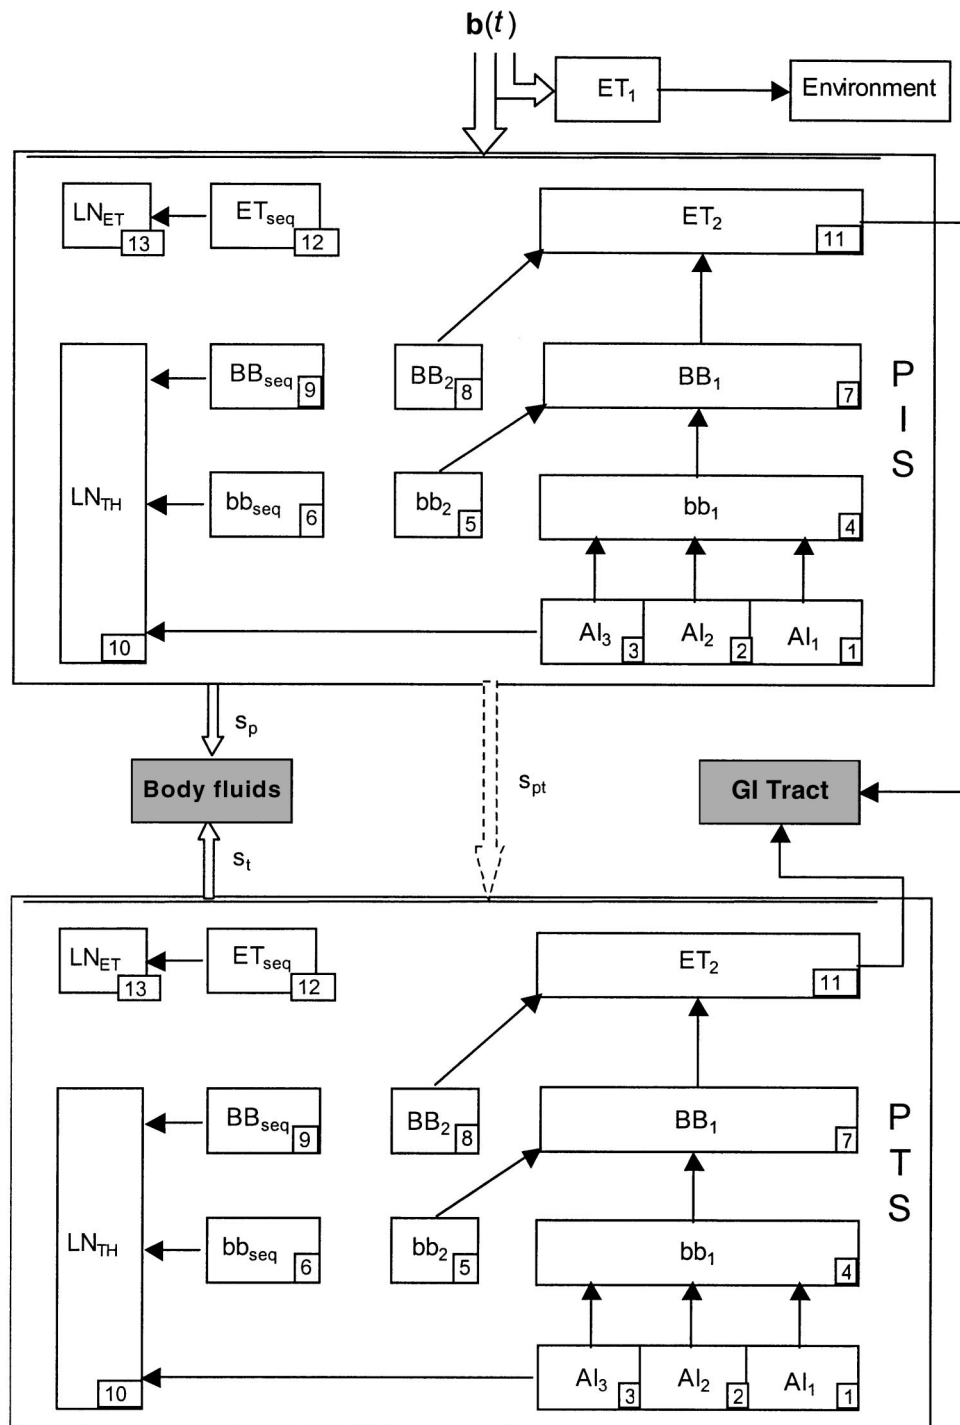 b(t)
ET1
Environment
LNET
13
ETseq
12
ET2
11
BBseq
9
BB2
8
BB1
7
PIS
LNTH
10
bbseq
6
bb2
5
bb1
4
AI3
3
AI2
2
AI1
1
sp
spt
Body fluids
GI Tract
st
LNET
13
ETseq
12
ET2
11
BBseq
9
BB2
8
BB1
7
PTS
LNTH
10
bbseq
6
bb2
5
bb1
4
AI3
3
AI2
2
AI1
1